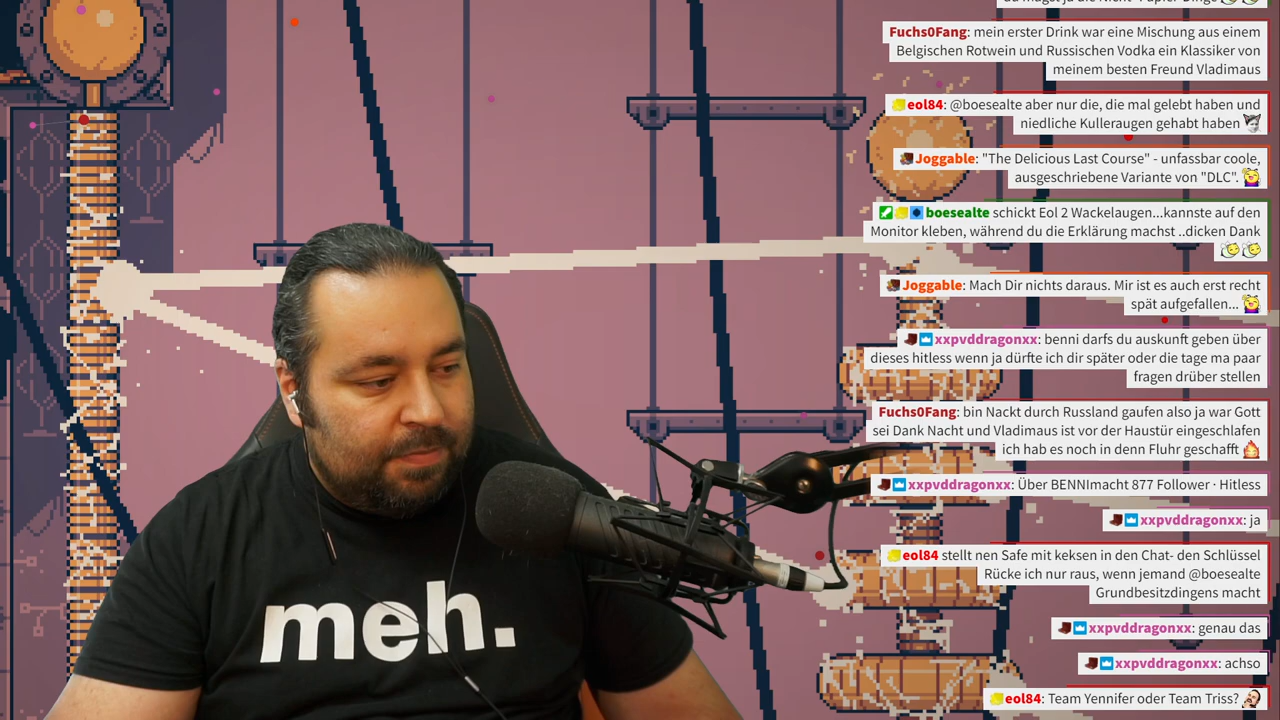 Fuchs0Fang: mein erster Drink war eine Mischung aus einem
Belgischen Rotwein und Russischen Vodka ein Klassiker von
meinem besten Freund Vladimaus
eol84: @boesealte aber nur die, die mal gelebt haben und
niedliche Kulleraugen gehabt haben
Joggable: "The Delicious Last Course" - unfassbar coole,
ausgeschriebene Variante von "DLC".
boesealte schickt Eol 2 Wackelaugen...kannste auf den
Monitor kleben, während du die Erklärung machst ..dicken Dank
Joggable: Mach Dir nichts daraus. Mir ist es auch erst recht
spät aufgefallen...
xxpvddragonxx: benni darfs du auskunft geben über
dieses hitless wenn ja dürfte ich dir später oder die tage ma paar
fragen drüber stellen
Fuchs0Fang: bin Nackt durch Russland gaufen also ja war Gott
sei Dank Nacht und Vladimaus ist vor der Haustür eingeschlafen
ich hab es noch in denn Fluhr geschafft
xxpvddragonxx: Über BENNImacht 877 Follower · Hitless
xxpvddragonxx: ja
eol84 stellt nen Safe mit keksen in den Chat- den Schlüssel
Rücke ich nur raus, wenn jemand @boesealte
Grundbesitzdingens macht
xxpvddragonxx: genau das
xxpvddragonxx: achso
eol84: Team Yennifer oder Team Triss?
meh.